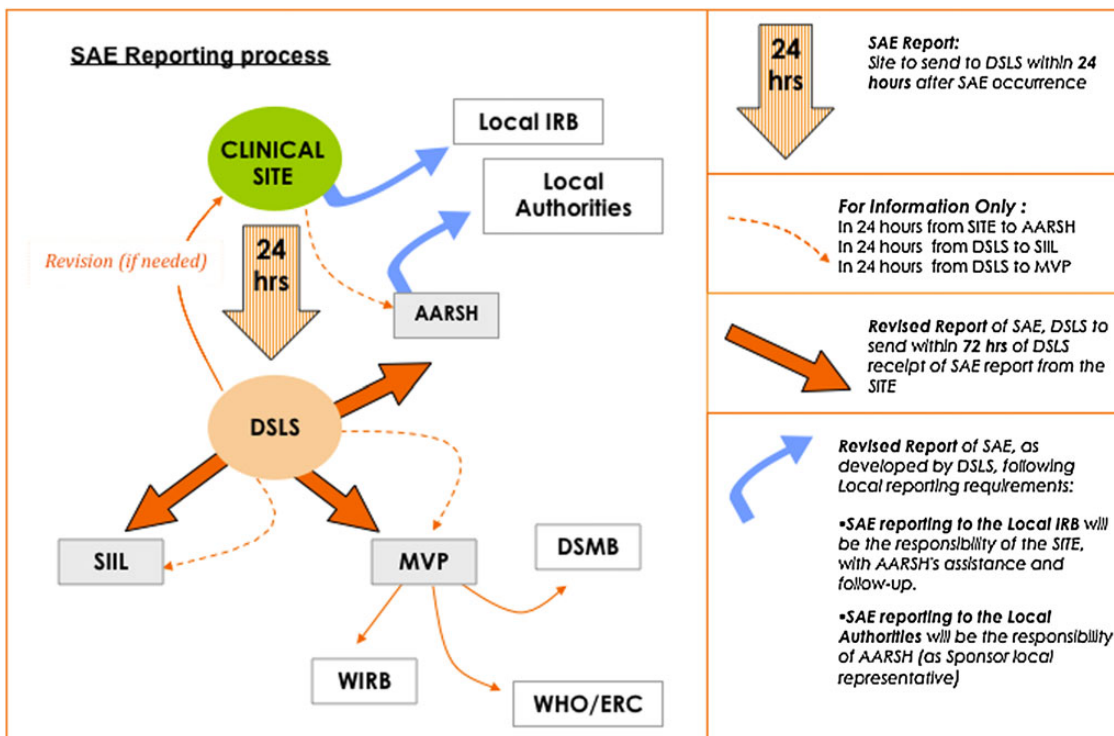 SAE Reporting process
CLINICAL
SITE
Local IRB
Local
Authorities
Revision (if needed)
24
hrs
AARSH
DSLS
SIIL
MVP
DSMB
WIRB
WHO/ERC
24
hrs
SAE Report:
Site to send to DSLS within 24
hours after SAE occurrence
For Information Only :
In 24 hours from SITE to AARSH
In 24 hours from DSLS to SIIL
In 24 hours from DSLS to MVP
Revised Report of SAE, DSLS to
send within 72 hrs of DSLS
receipt of SAE report from the
SITE
Revised Report of SAE, as
developed by DSLS, following
Local reporting requirements:
•SAE reporting to the Local IRB will
be the responsibility of the SITE,
with AARSH's assistance and
follow-up.
•SAE reporting to the Local
Authorities will be the responsibility
of AARSH (as Sponsor local
representative)